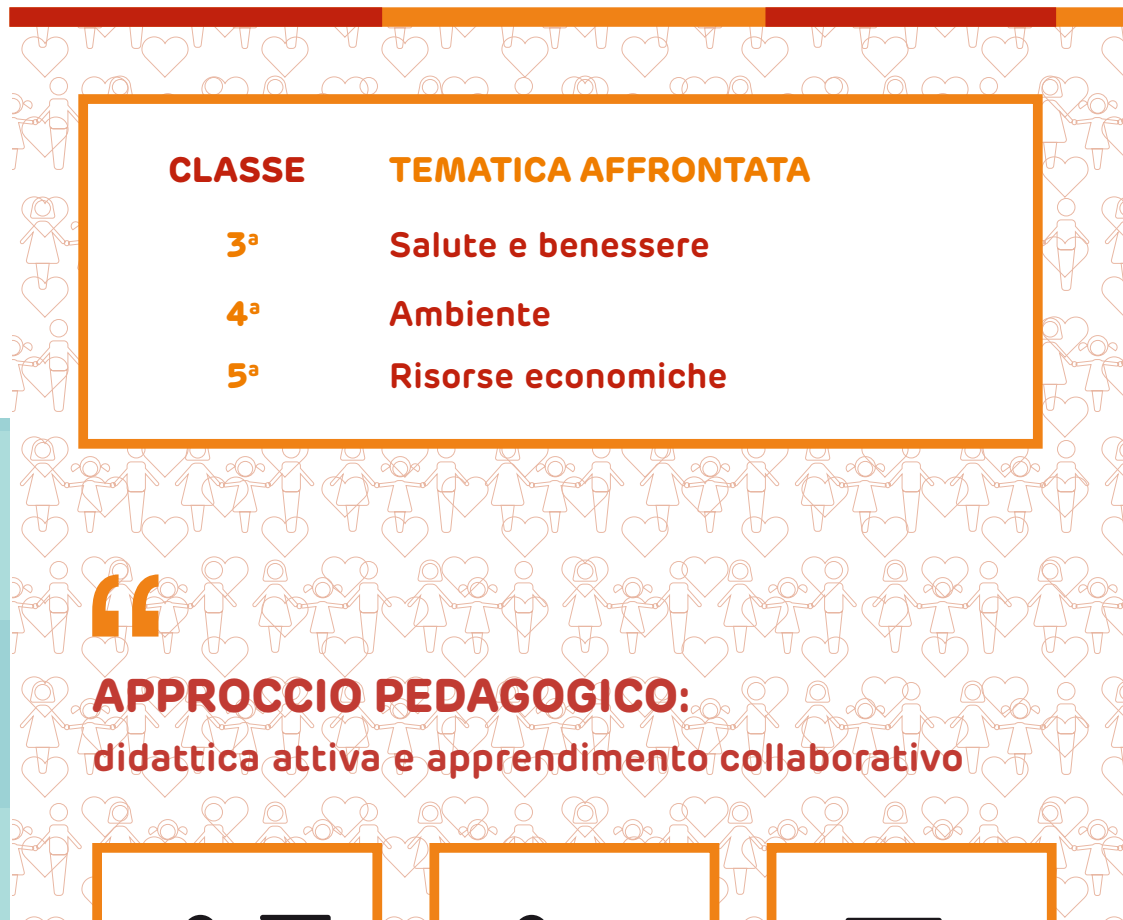 CLASSE TEMATICA AFFRONTATA
3ª Salute e benessere
4ª Ambiente
5ª Risorse economiche
“
APPROCCIO PEDAGOGICO:
didattica attiva e apprendimento collaborativo